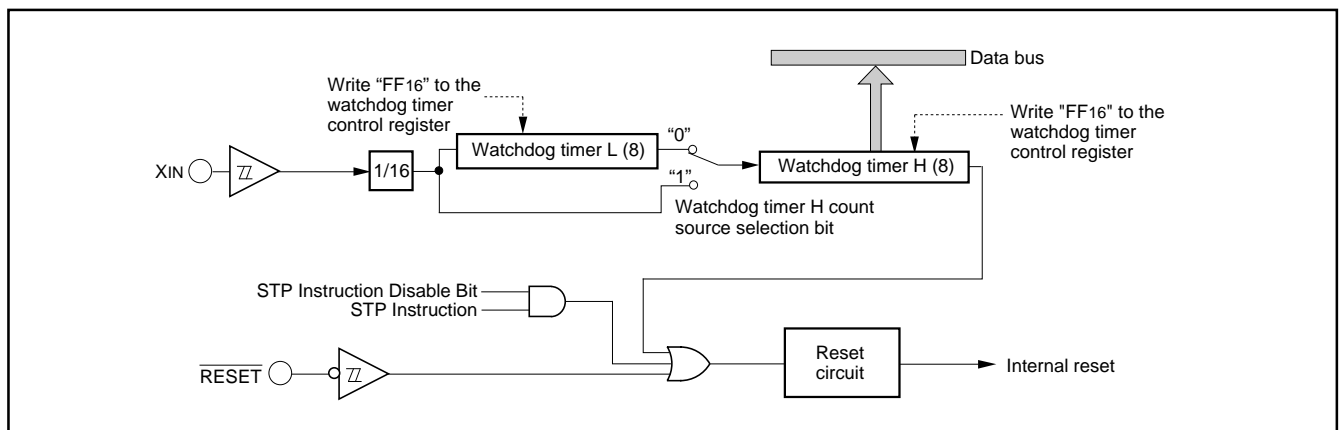 Data bus
Write “FF16” to the
watchdog timer
control register
Write "FF16" to the
watchdog timer
control register
“0”
Watchdog timer L (8)
Watchdog timer H (8)
XIN
1/16
“1”
Watchdog timer H count
source selection bit
STP Instruction Disable Bit
STP Instruction
RESET
Reset
circuit
Internal reset